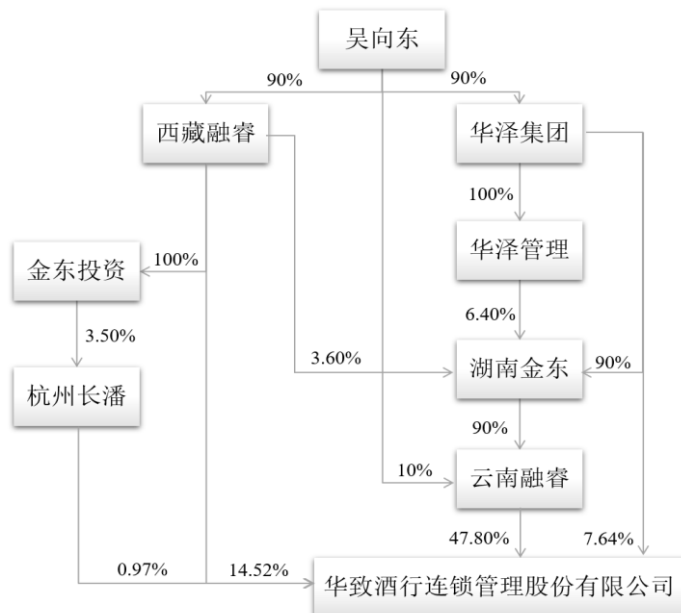 吴向东
90%
90%
西藏融睿
华泽集团
100%
华泽管理
金东投资
100%
6.40%
3.50%
3.60%
湖南金东
90%
杭州长潘
90%
10%
云南融睿
47.80%
7.64%
0.97%
14.52%
华致酒行连锁管理股份有限公司